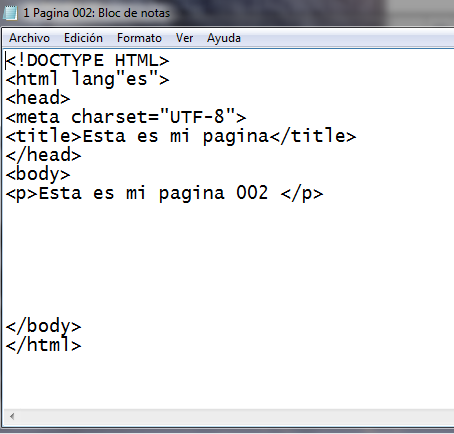 1 Pagina 002: Bloc de notas
Archivo Edición Formato Ver Ayuda
<!DOCTYPE HTML>
<html lang"es">
<head>
<meta charset="UTF-8">
<title>Esta es mi pagina</title>
</head>
<body>
<p>Esta es mi pagina 002 </p>
</body>
</html>